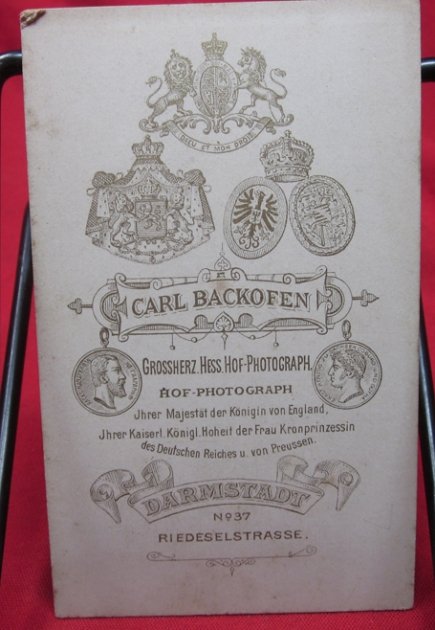 DIEU ET MON DROIT
CARL BACKOFEN
GROSSHERZ. HESS. HOF-PHOTOGRAPH,
HOF-PHOTOGRAPH
Jhrer Majestät der Königin von England,
Jhrer Kaiserl. Königl. Hoheit der Frau Kronprinzessin
des Deutschen Reiches u. von Preussen.
DARMSTADT
No 37
RIEDESELSTRASSE.